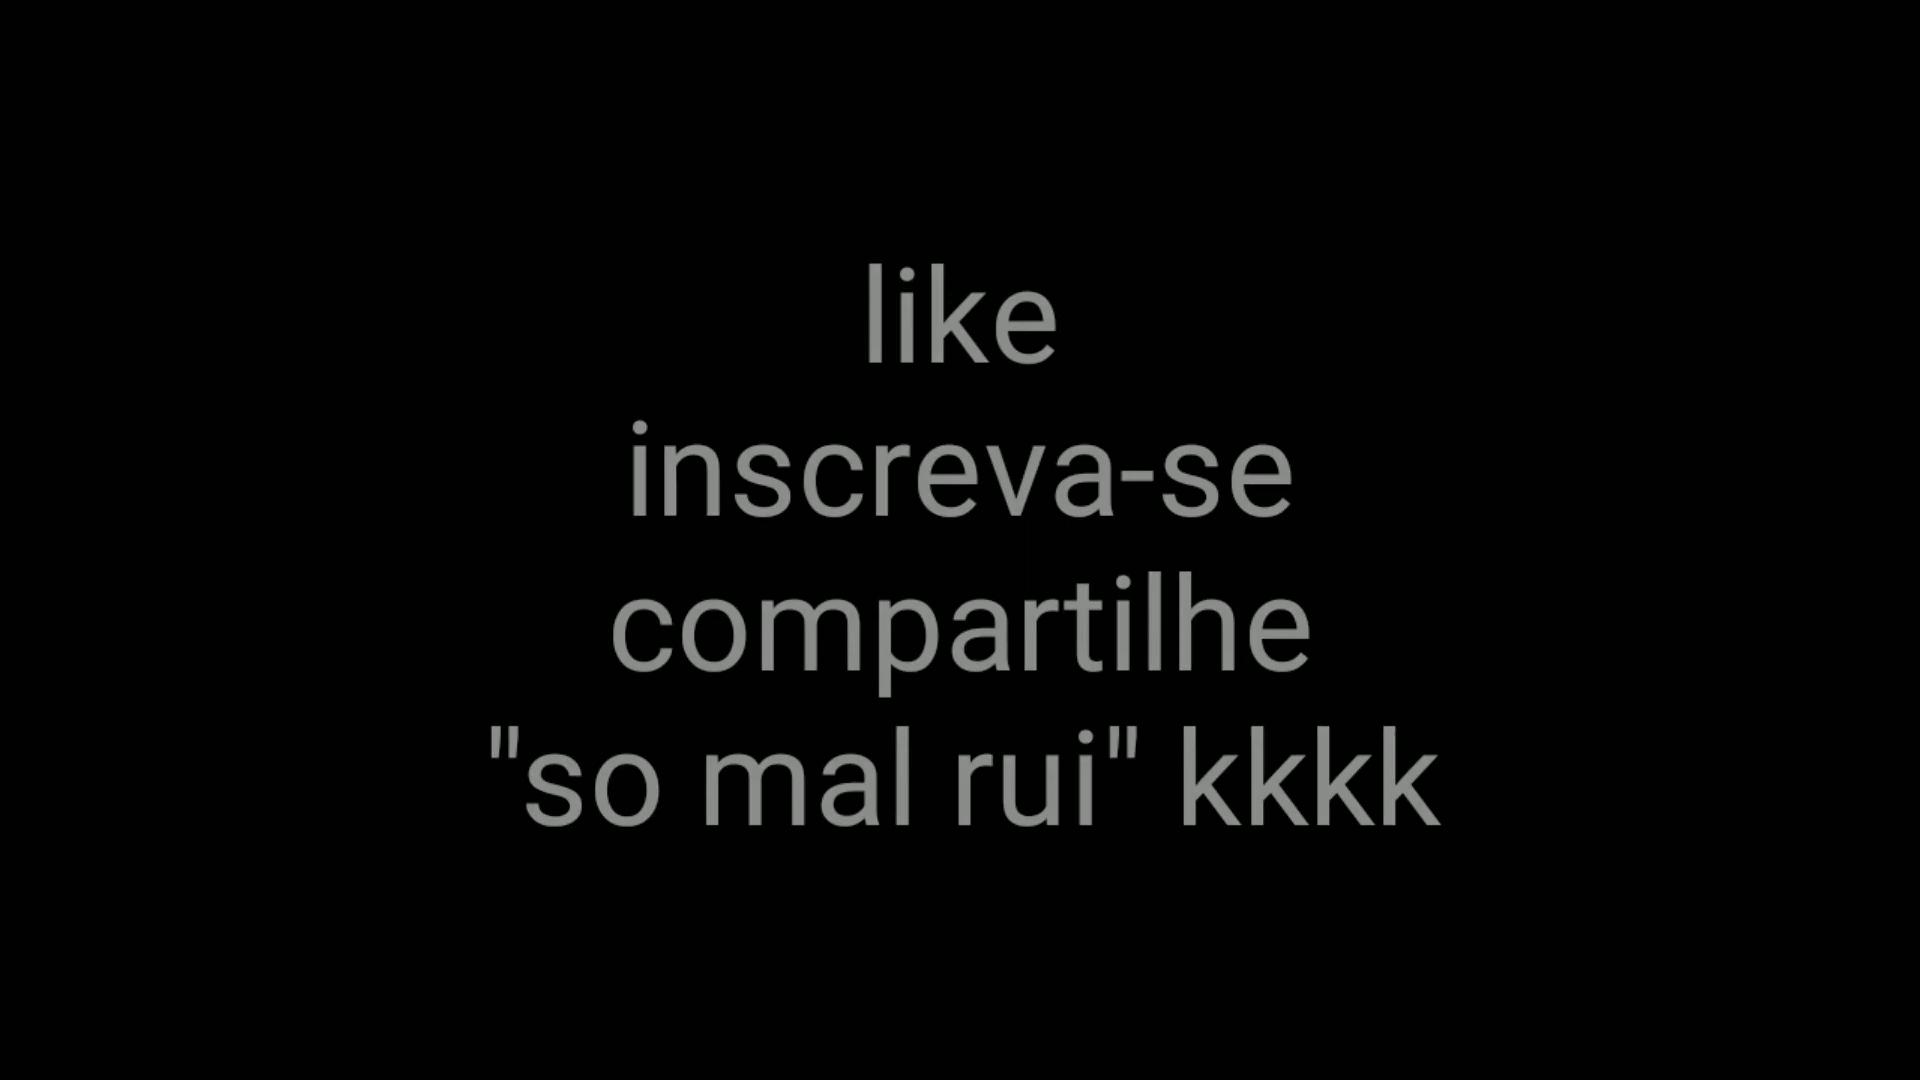 like
inscreva-se
compartilhe
"so mal rui" kkkk